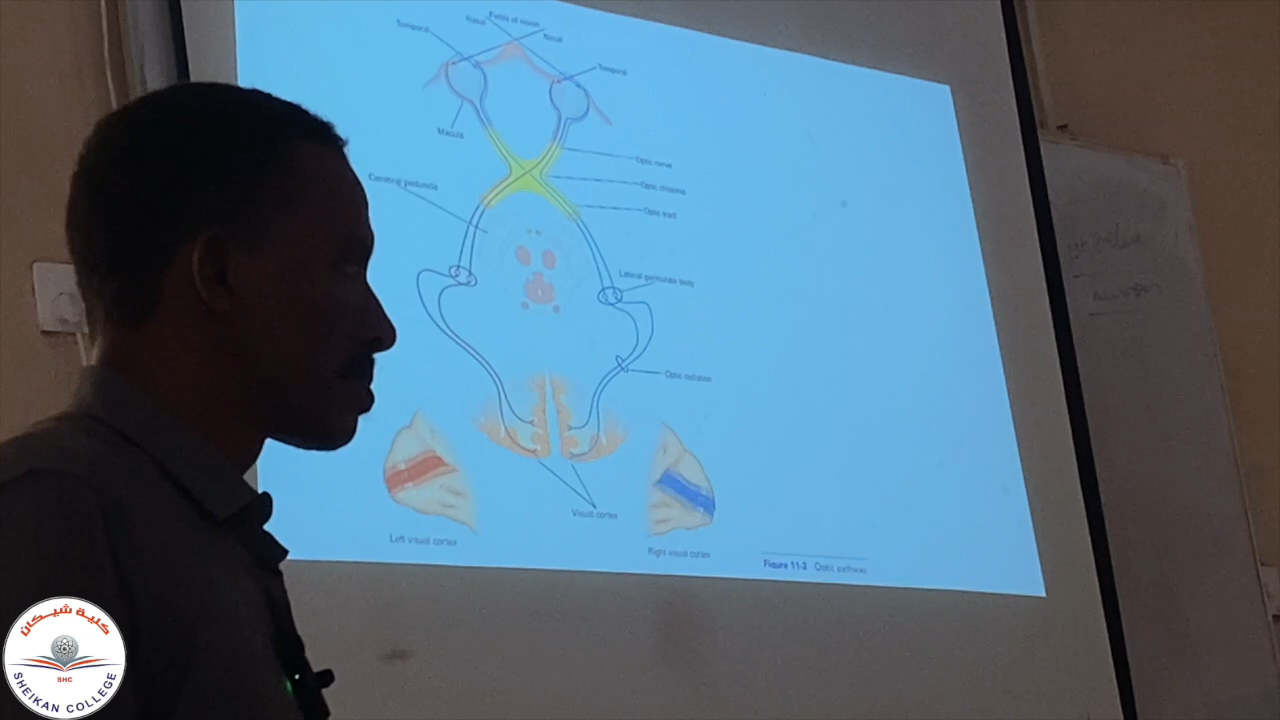 Fields of vision
Nasal
Temporal
Nasal
Temporal
Macula
Optic nerve
Cerebral peduncle
Optic chiasma
Optic tract
Lateral geniculate body
Optic radiation
Visual cortex
Left visual cortex
Right visual cortex
Figure 11-2 Optic pathway
كلية شيكان
SHC
SHEIKAN COLLEGE